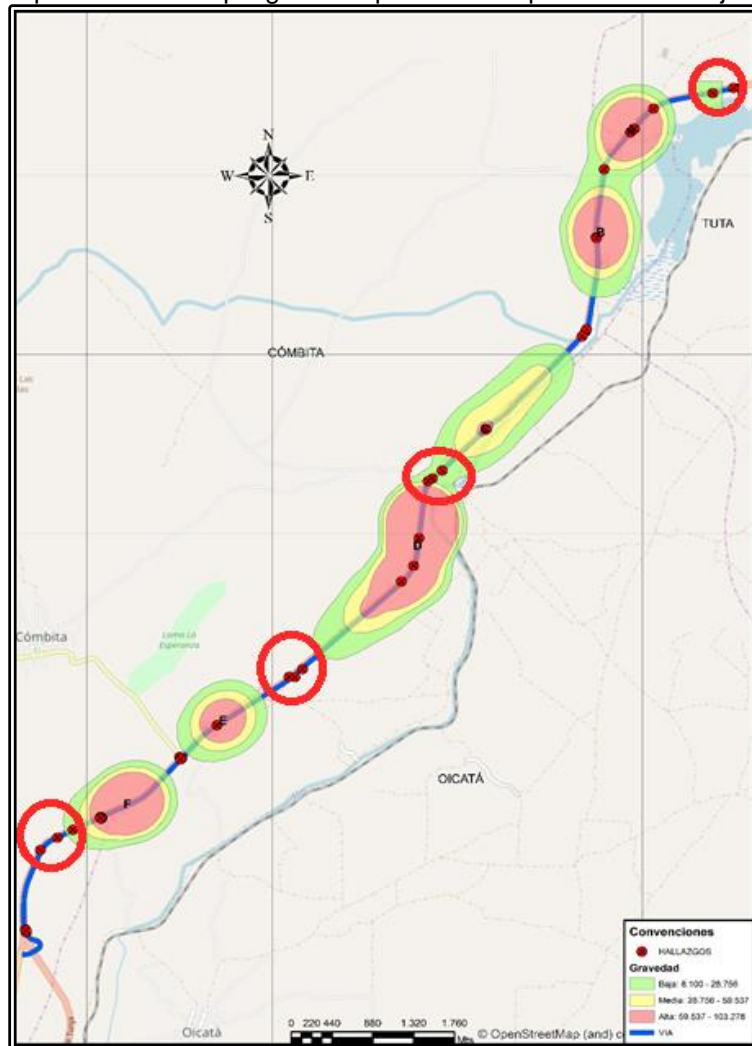 N
W E
S
TUTA
B
CÓMBITA
D
Cómbita
Loma La
Esperanza
E
OICATÁ
F
Oicatá
Convenciones
HALLAZGOS
Gravedad
Baja: 6.100 - 28.756
Media: 28.756 - 59.537
Alta: 59.537 - 103.278
VIA
0 220 440 880 1.320 1.760
Mts
© OpenStreetMap (and) c